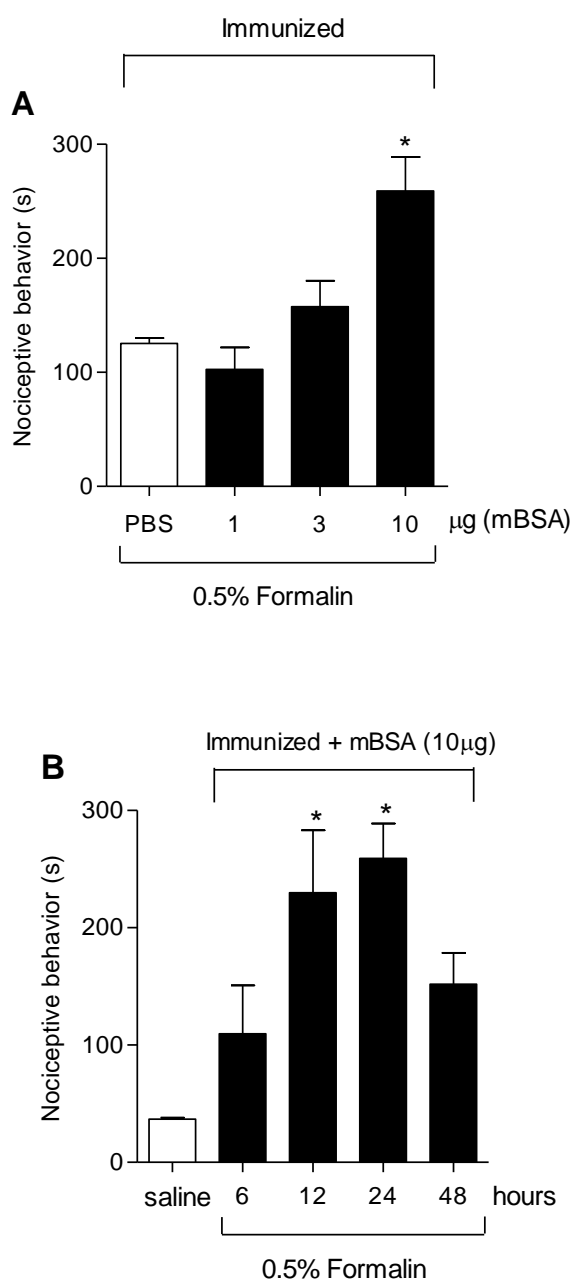 Immunized
A
Nociceptive behavior (s)
300
200
100
0
*
PBS 1 3 10 μg (mBSA)
0.5% Formalin
Immunized + mBSA (10μg)
B
Nociceptive behavior (s)
300
200
100
0
* *
saline 6 12 24 48 hours
0.5% Formalin